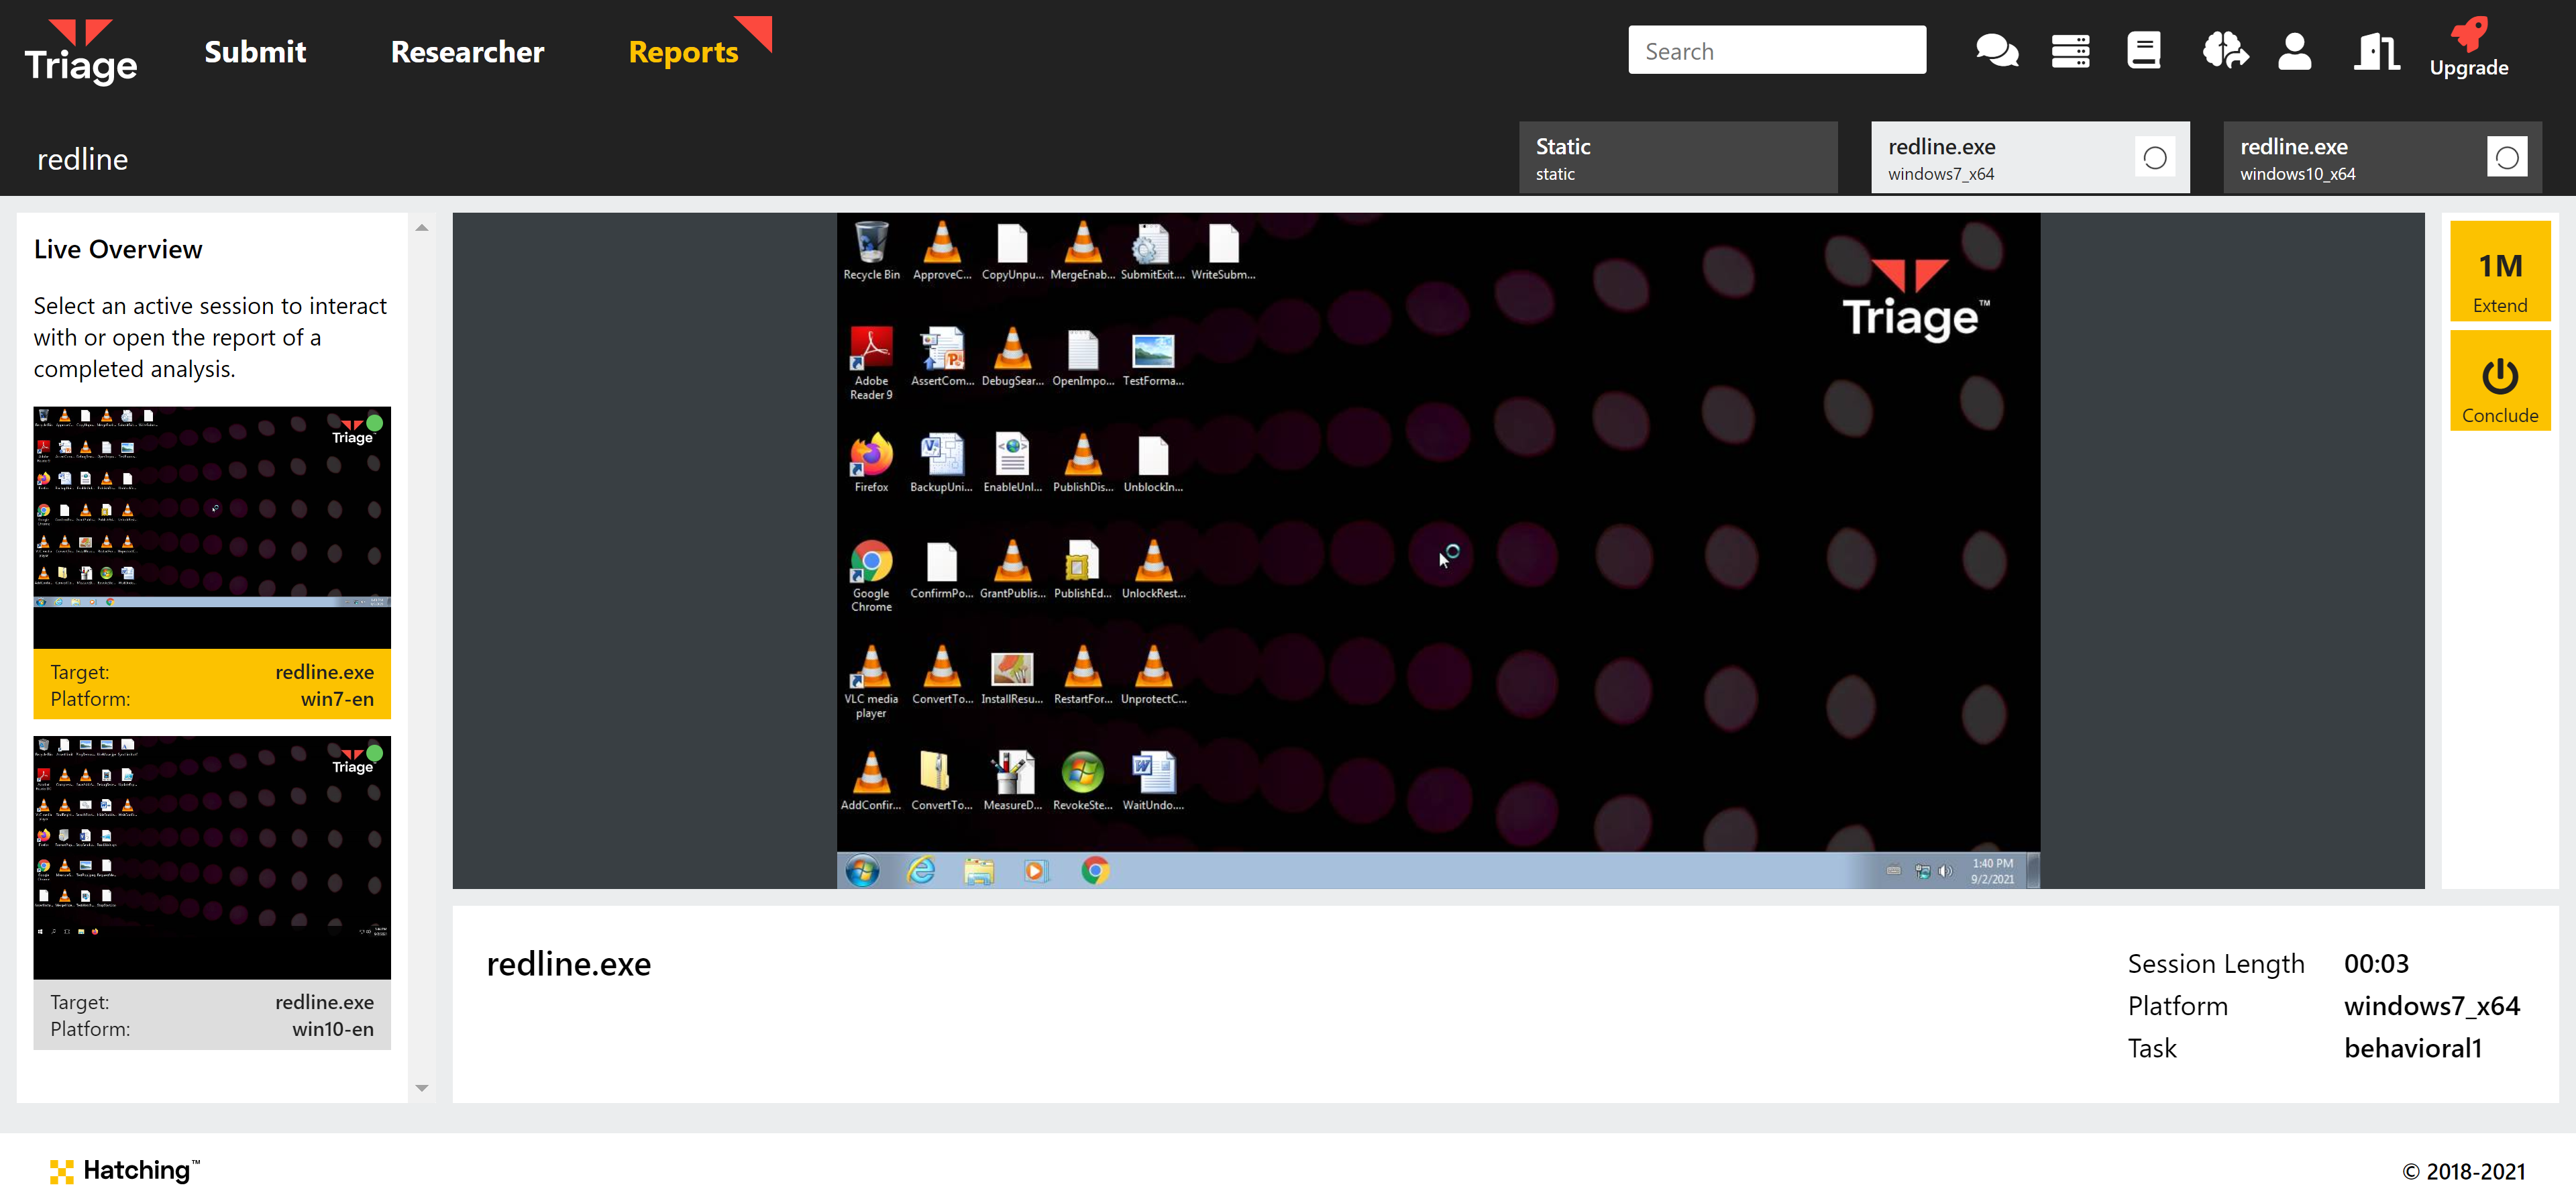 Triage
Submit
Researcher
Reports
Search
Upgrade
redline
Static
static
redline.exe
windows7_x64
redline.exe
windows10_x64
Live Overview
Select an active session to interact
with or open the report of a
completed analysis.
Triage
Target: redline.exe
Platform: win7-en
Triage
Target: redline.exe
Platform: win10-en
Recycle Bin ApproveC... CopyUnpu... MergeEnab... SubmitExit.... WriteSubm...
Triage™
Adobe Reader 9 AssertCom... DebugSear... OpenImpo... TestForma...
Firefox BackupUni... EnableUnl... PublishDis... UnblockIn...
Google Chrome ConfirmPo... GrantPublis... PublishEd... UnlockRest...
VLC media player ConvertTo... InstallResu... RestartFor... UnprotectC...
AddConfir... ConvertTo... MeasureD... RevokeSte... WaitUndo....
1:40 PM
9/2/2021
1M
Extend
Conclude
redline.exe
Session Length 00:03
Platform windows7_x64
Task behavioral1
Hatching™
© 2018-2021